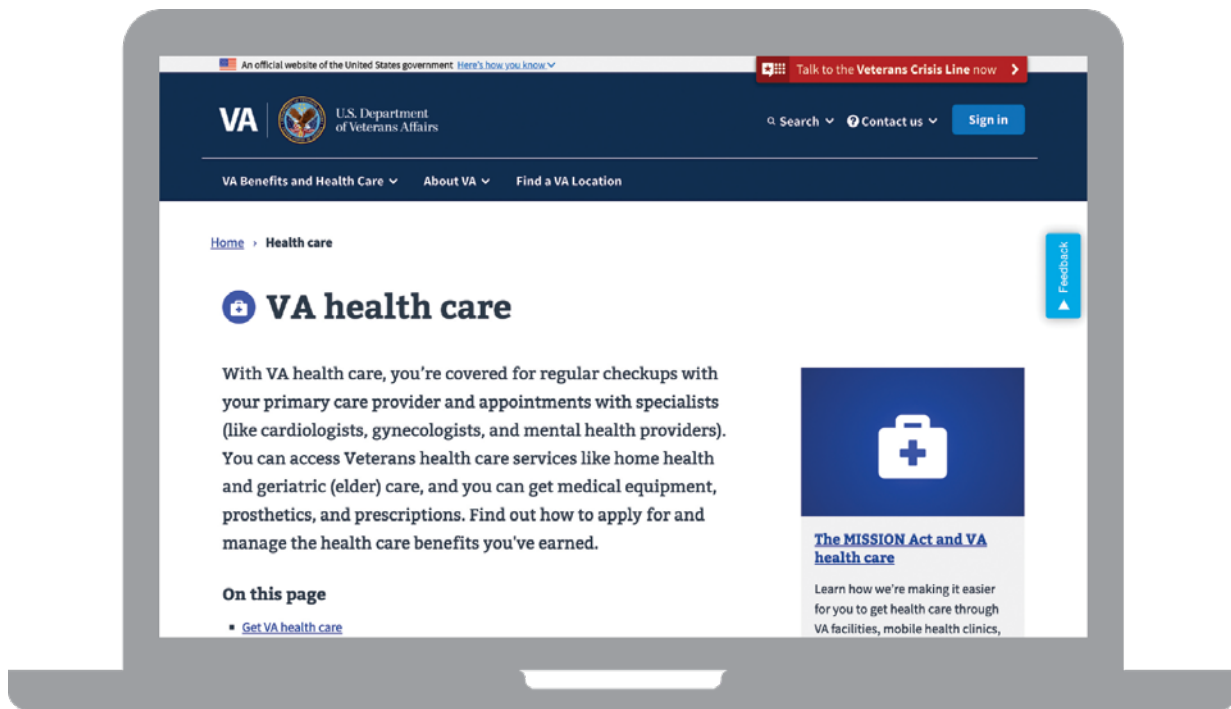 An official website of the United States government Here's how you know
Talk to the Veterans Crisis Line now
VA
U.S. Department
of Veterans Affairs
Search
Contact us
Sign in
VA Benefits and Health Care
About VA
Find a VA Location
Home › Health care
Feedback
VA health care
With VA health care, you're covered for regular checkups with
your primary care provider and appointments with specialists
(like cardiologists, gynecologists, and mental health providers).
You can access Veterans health care services like home health
and geriatric (elder) care, and you can get medical equipment,
prosthetics, and prescriptions. Find out how to apply for and
manage the health care benefits you've earned.
On this page
▪ Get VA health care
The MISSION Act and VA
health care
Learn how we're making it easier
for you to get health care through
VA facilities, mobile health clinics,